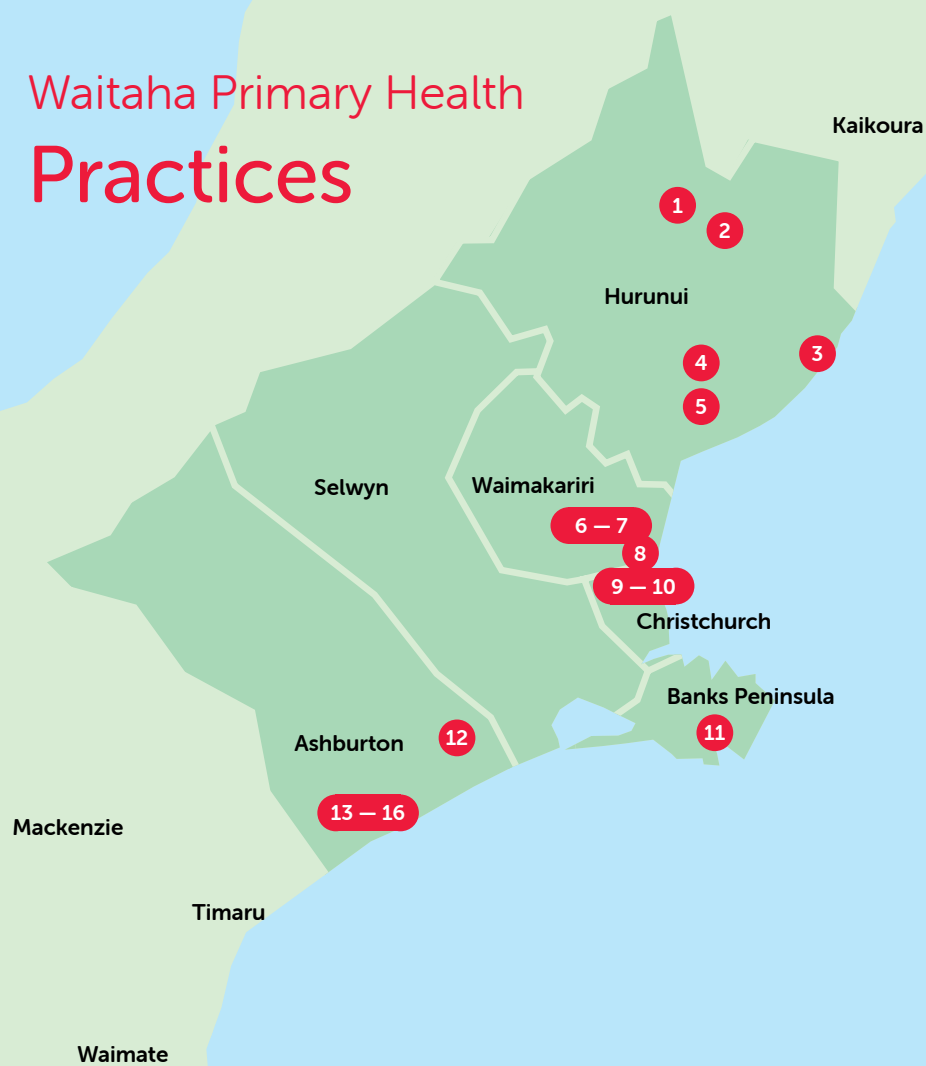 Waitaha Primary Health
Practices
Kaikoura
1
2
Hurunui
3
4
5
Selwyn
Waimakariri
6 — 7
8
9 — 10
Christchurch
Banks Peninsula
11
12
Ashburton
13 — 16
Mackenzie
Timaru
Waimate